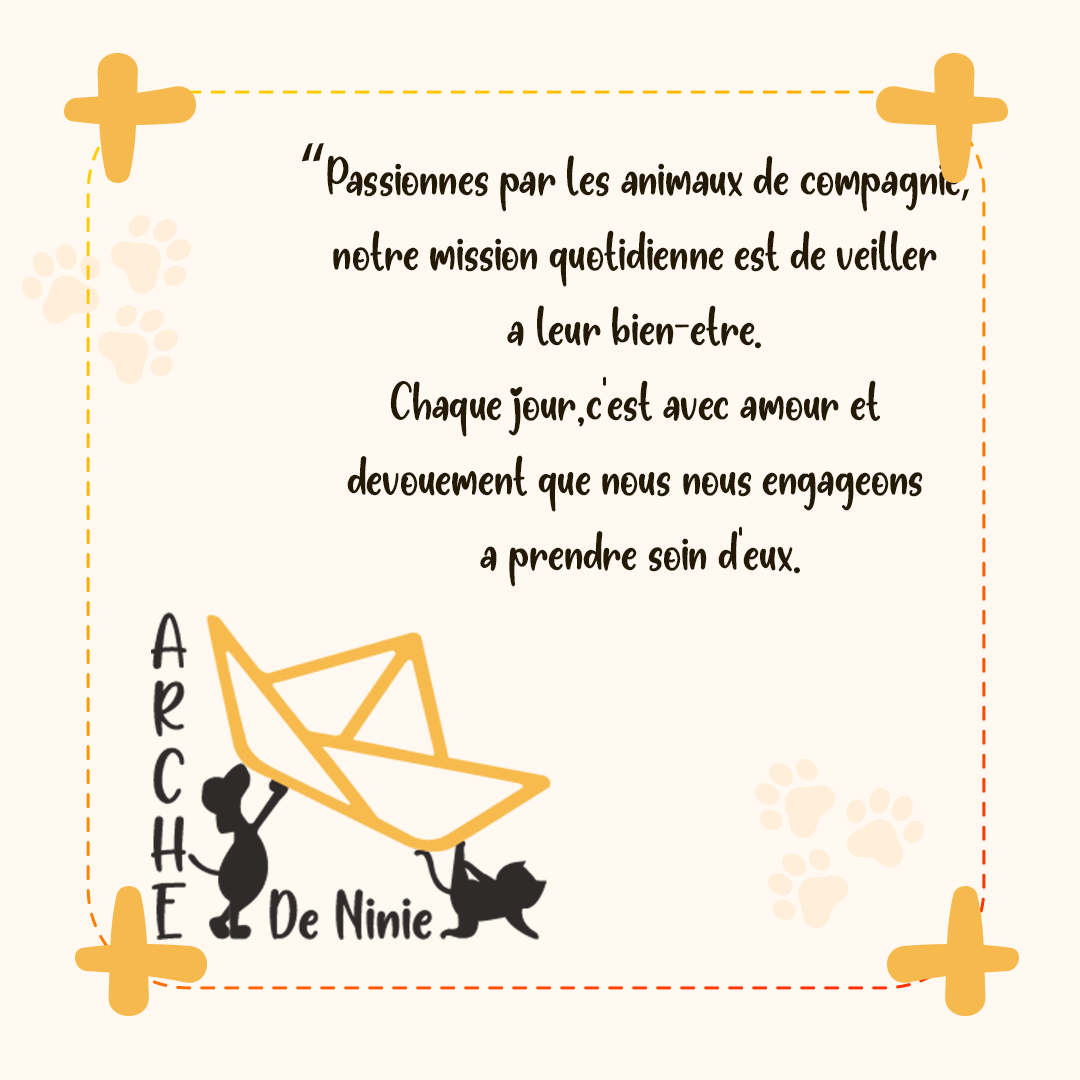 “Passionnes par les animaux de compagnie,
notre mission quotidienne est de veiller
a leur bien-etre.
Chaque jour,c'est avec amour et
devouement que nous nous engageons
a prendre soin d'eux.
ARCHE
De Ninie